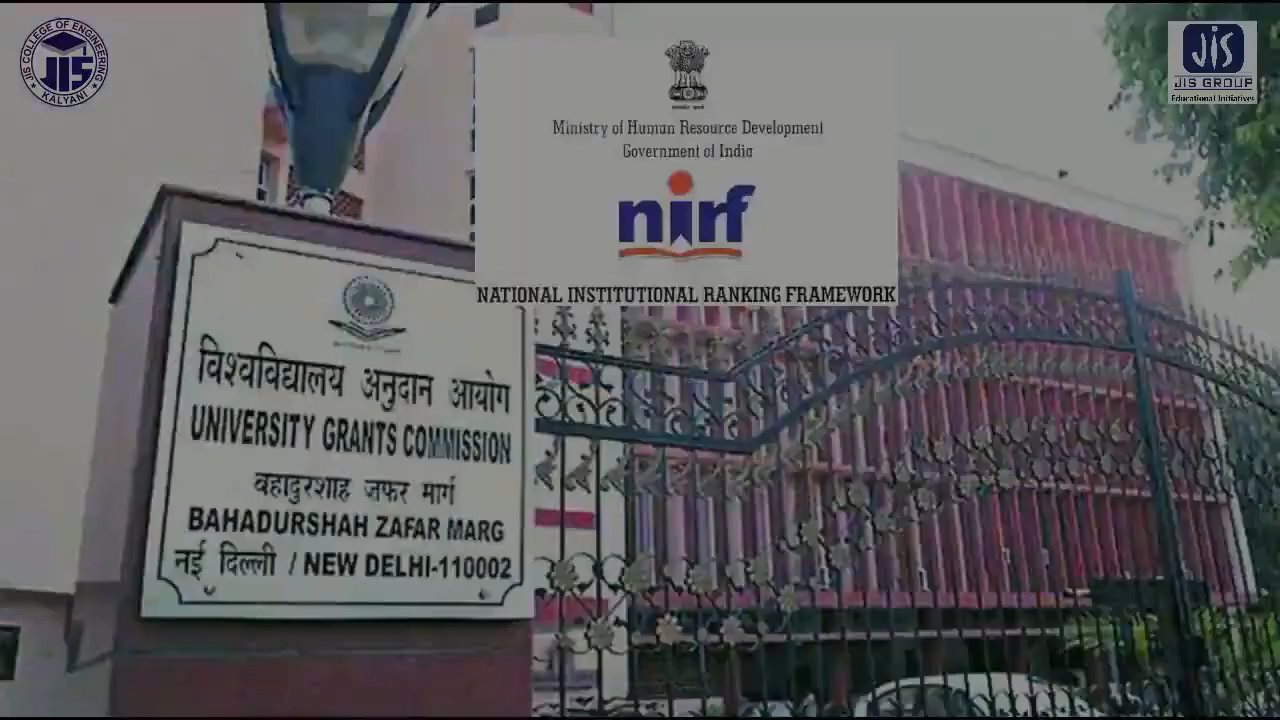 JIS COLLEGE OF ENGINEERING
JIS
KALYANI
JIS
JIS GROUP
Educational Initiatives
Ministry of Human Resource Development
Government of India
nirf
NATIONAL INSTITUTIONAL RANKING FRAMEWORK
विश्वविद्यालय अनुदान आयोग
UNIVERSITY GRANTS COMMISSION
बहादुरशाह जफर मार्ग
BAHADURSHAH ZAFAR MARG
नई दिल्ली / NEW DELHI-110002